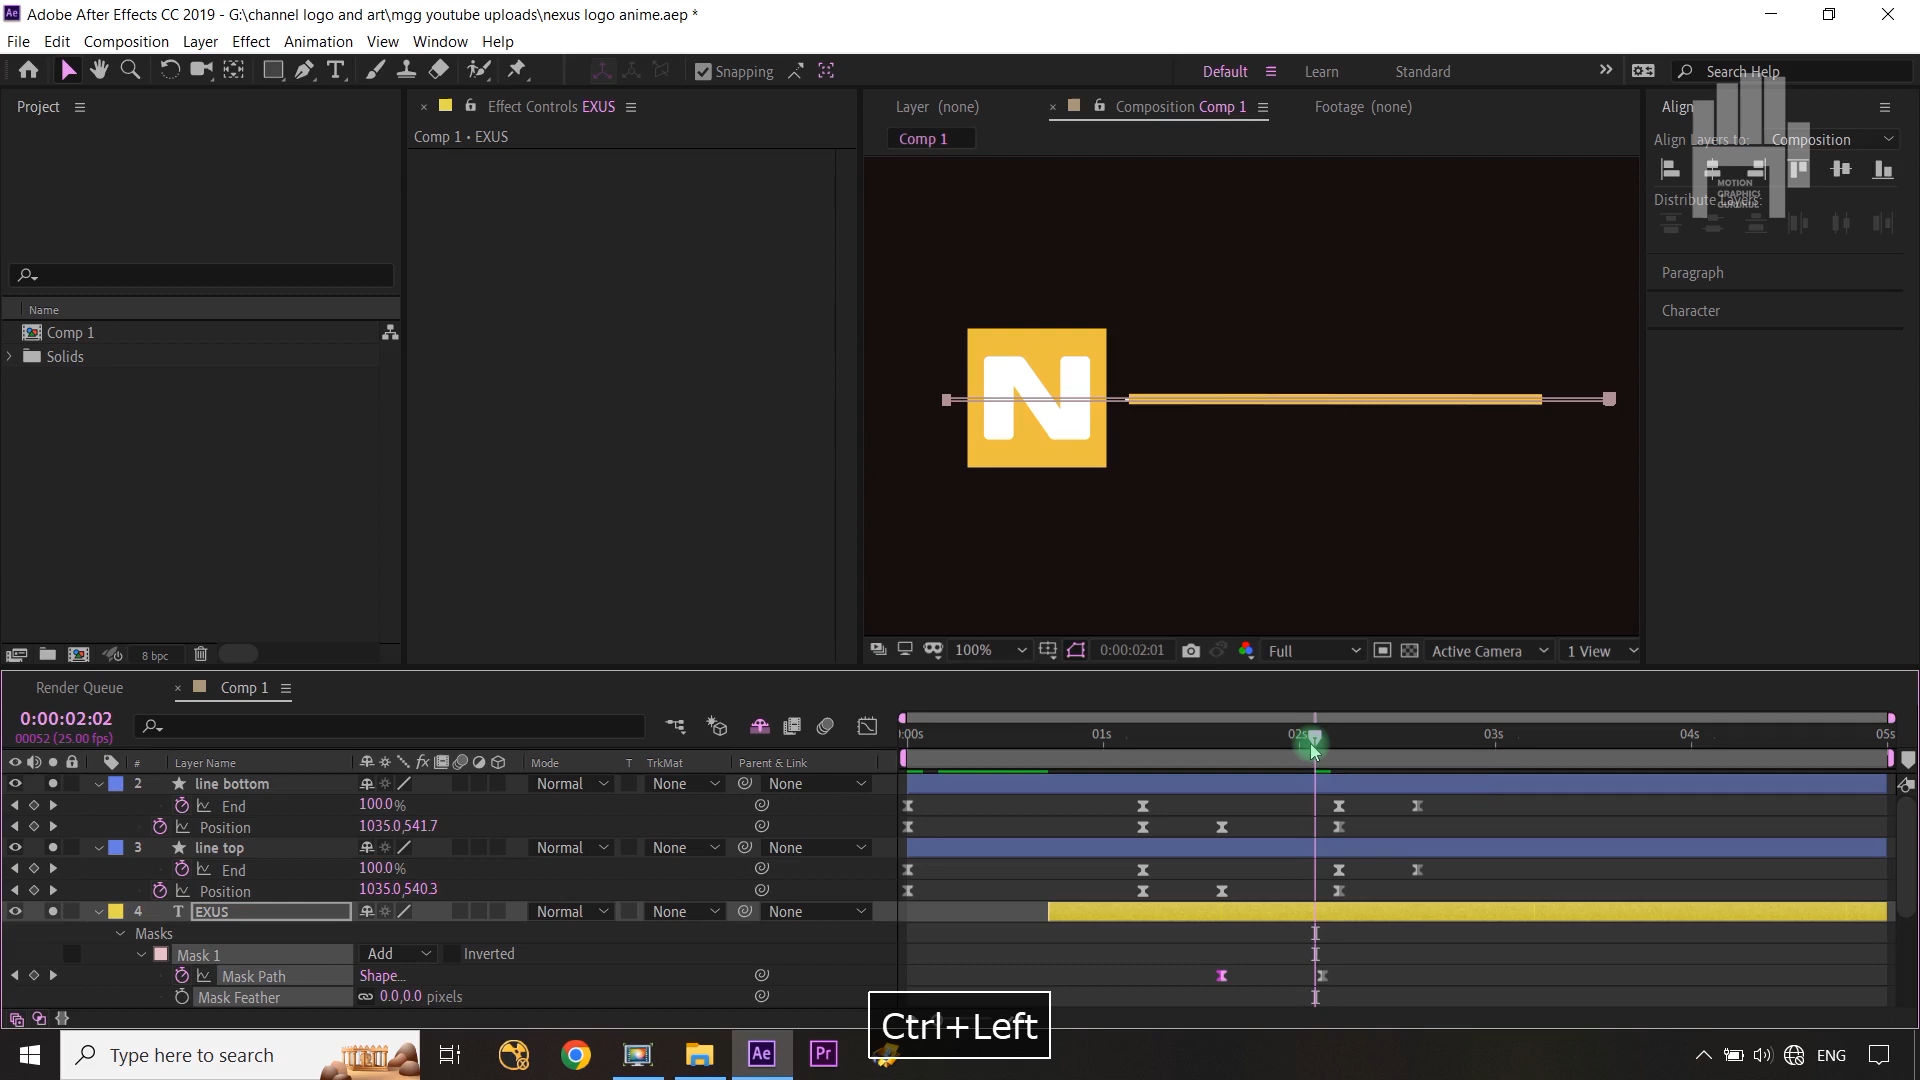 Adobe After Effects CC 2019 - G:\channel logo and art\mgg youtube uploads\nexus logo anime.aep *
File Edit Composition Layer Effect Animation View Window Help
Snapping Default Learn Standard Search Help
Project Effect Controls EXUS Layer (none) Composition Comp 1 Footage (none) Align
Comp 1 • EXUS Comp 1 Align Layers to: Composition
MOTION
GRAPHICS
Distribute Layers:
Paragraph
Name Character
Comp 1
Solids
N
8 bpc 100% 0:00:02:01 Full Active Camera 1 View
Render Queue Comp 1
0:00:02:02
00052 (25.00 fps) :00s 01s 02s 03s 04s 05s
# Layer Name Mode T TrkMat Parent & Link
2 line bottom Normal None None
End 100.0%
Position 1035.0,541.7
3 line top Normal None None
End 100.0%
Position 1035.0,540.3
4 T EXUS Normal None None
Masks
Mask 1 Add Inverted
Mask Path Shape...
Mask Feather 0.0,0.0 pixels
Ctrl+Left
Type here to search Ae Pr ENG